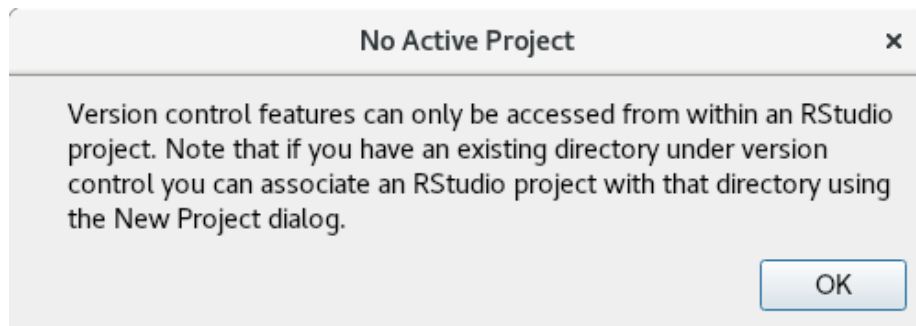 No Active Project
Version control features can only be accessed from within an RStudio
project. Note that if you have an existing directory under version
control you can associate an RStudio project with that directory using
the New Project dialog.
OK